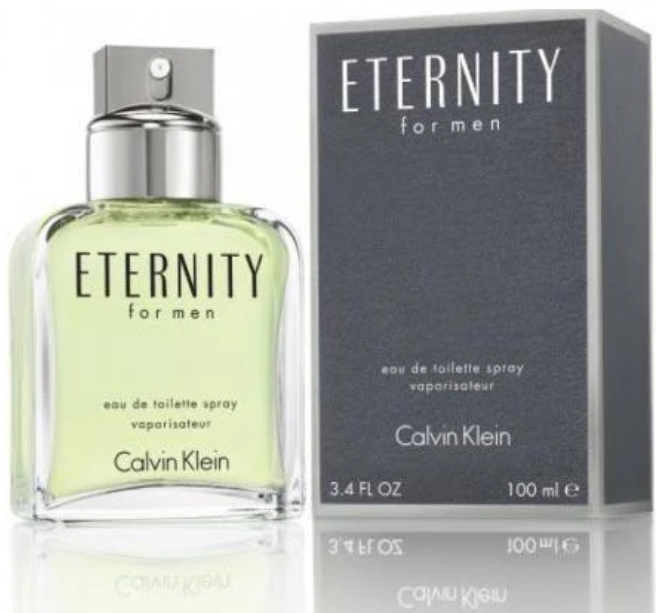 ETERNITY
for men
eau de toilette spray
vaporisateur
Calvin Klein
ETERNITY
for men
eau de toilette spray
vaporisateur
Calvin Klein
3.4 FL OZ 100 ml ℮